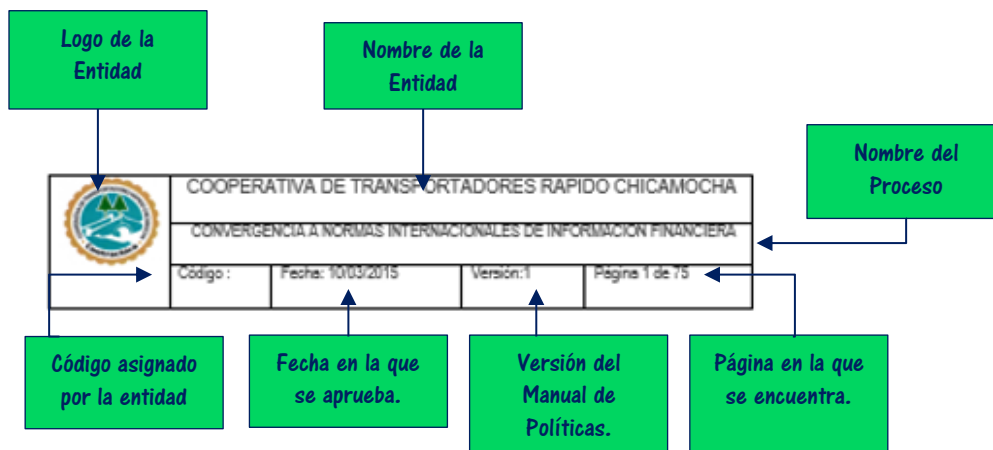 Logo de la
Entidad
Nombre de la
Entidad
Nombre del
Proceso
COOPERATIVA DE TRANSPORTADORES RAPIDO CHICAMOCHA
CONVERGENCIA A NORMAS INTERNACIONALES DE INFORMACION FINANCIERA
Código :
Fecha: 10/03/2015
Versión:1
Página 1 de 75
Código asignado
por la entidad
Fecha en la que
se aprueba.
Versión del
Manual de
Políticas.
Página en la que
se encuentra.